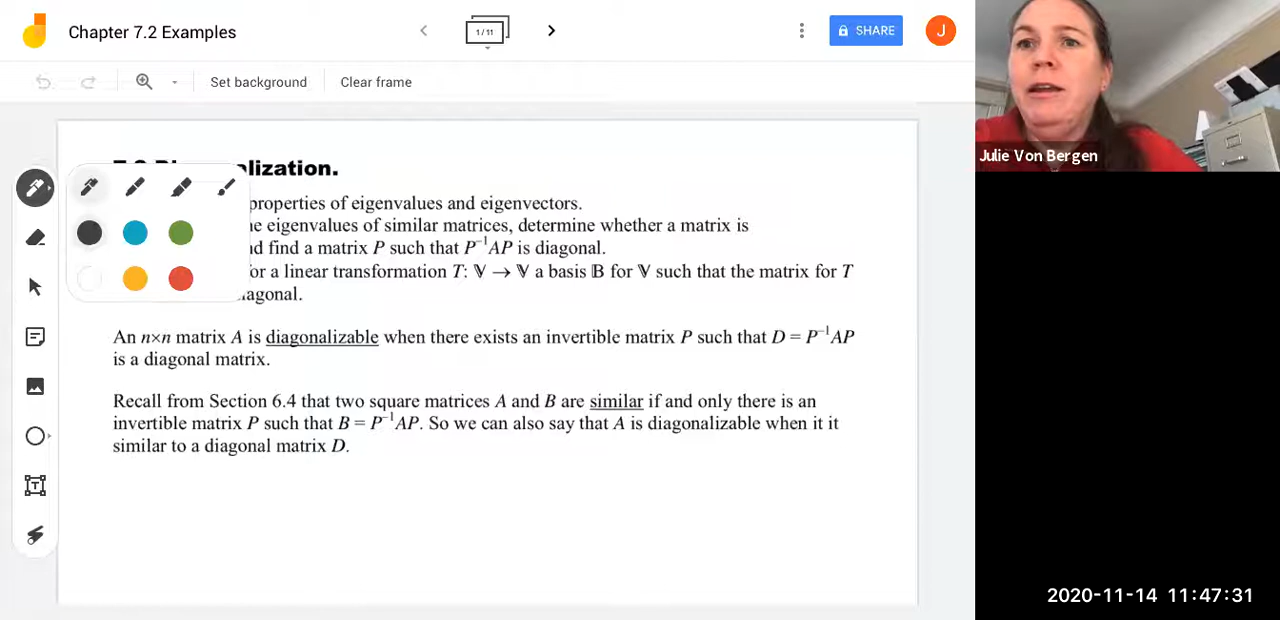 Chapter 7.2 Examples
1/11
SHARE
J
Set background
Clear frame
properties of eigenvalues and eigenvectors.
eigenvalues of similar matrices, determine whether a matrix is
find a matrix P such that P⁻¹AP is diagonal.
a linear transformation T: 𝕍 → 𝕍 a basis 𝔹 for 𝕍 such that the matrix for T
An n×n matrix A is diagonalizable when there exists an invertible matrix P such that D = P⁻¹AP
is a diagonal matrix.
Recall from Section 6.4 that two square matrices A and B are similar if and only there is an
invertible matrix P such that B = P⁻¹AP. So we can also say that A is diagonalizable when it it
similar to a diagonal matrix D.
Julie Von Bergen
2020-11-14 11:47:31